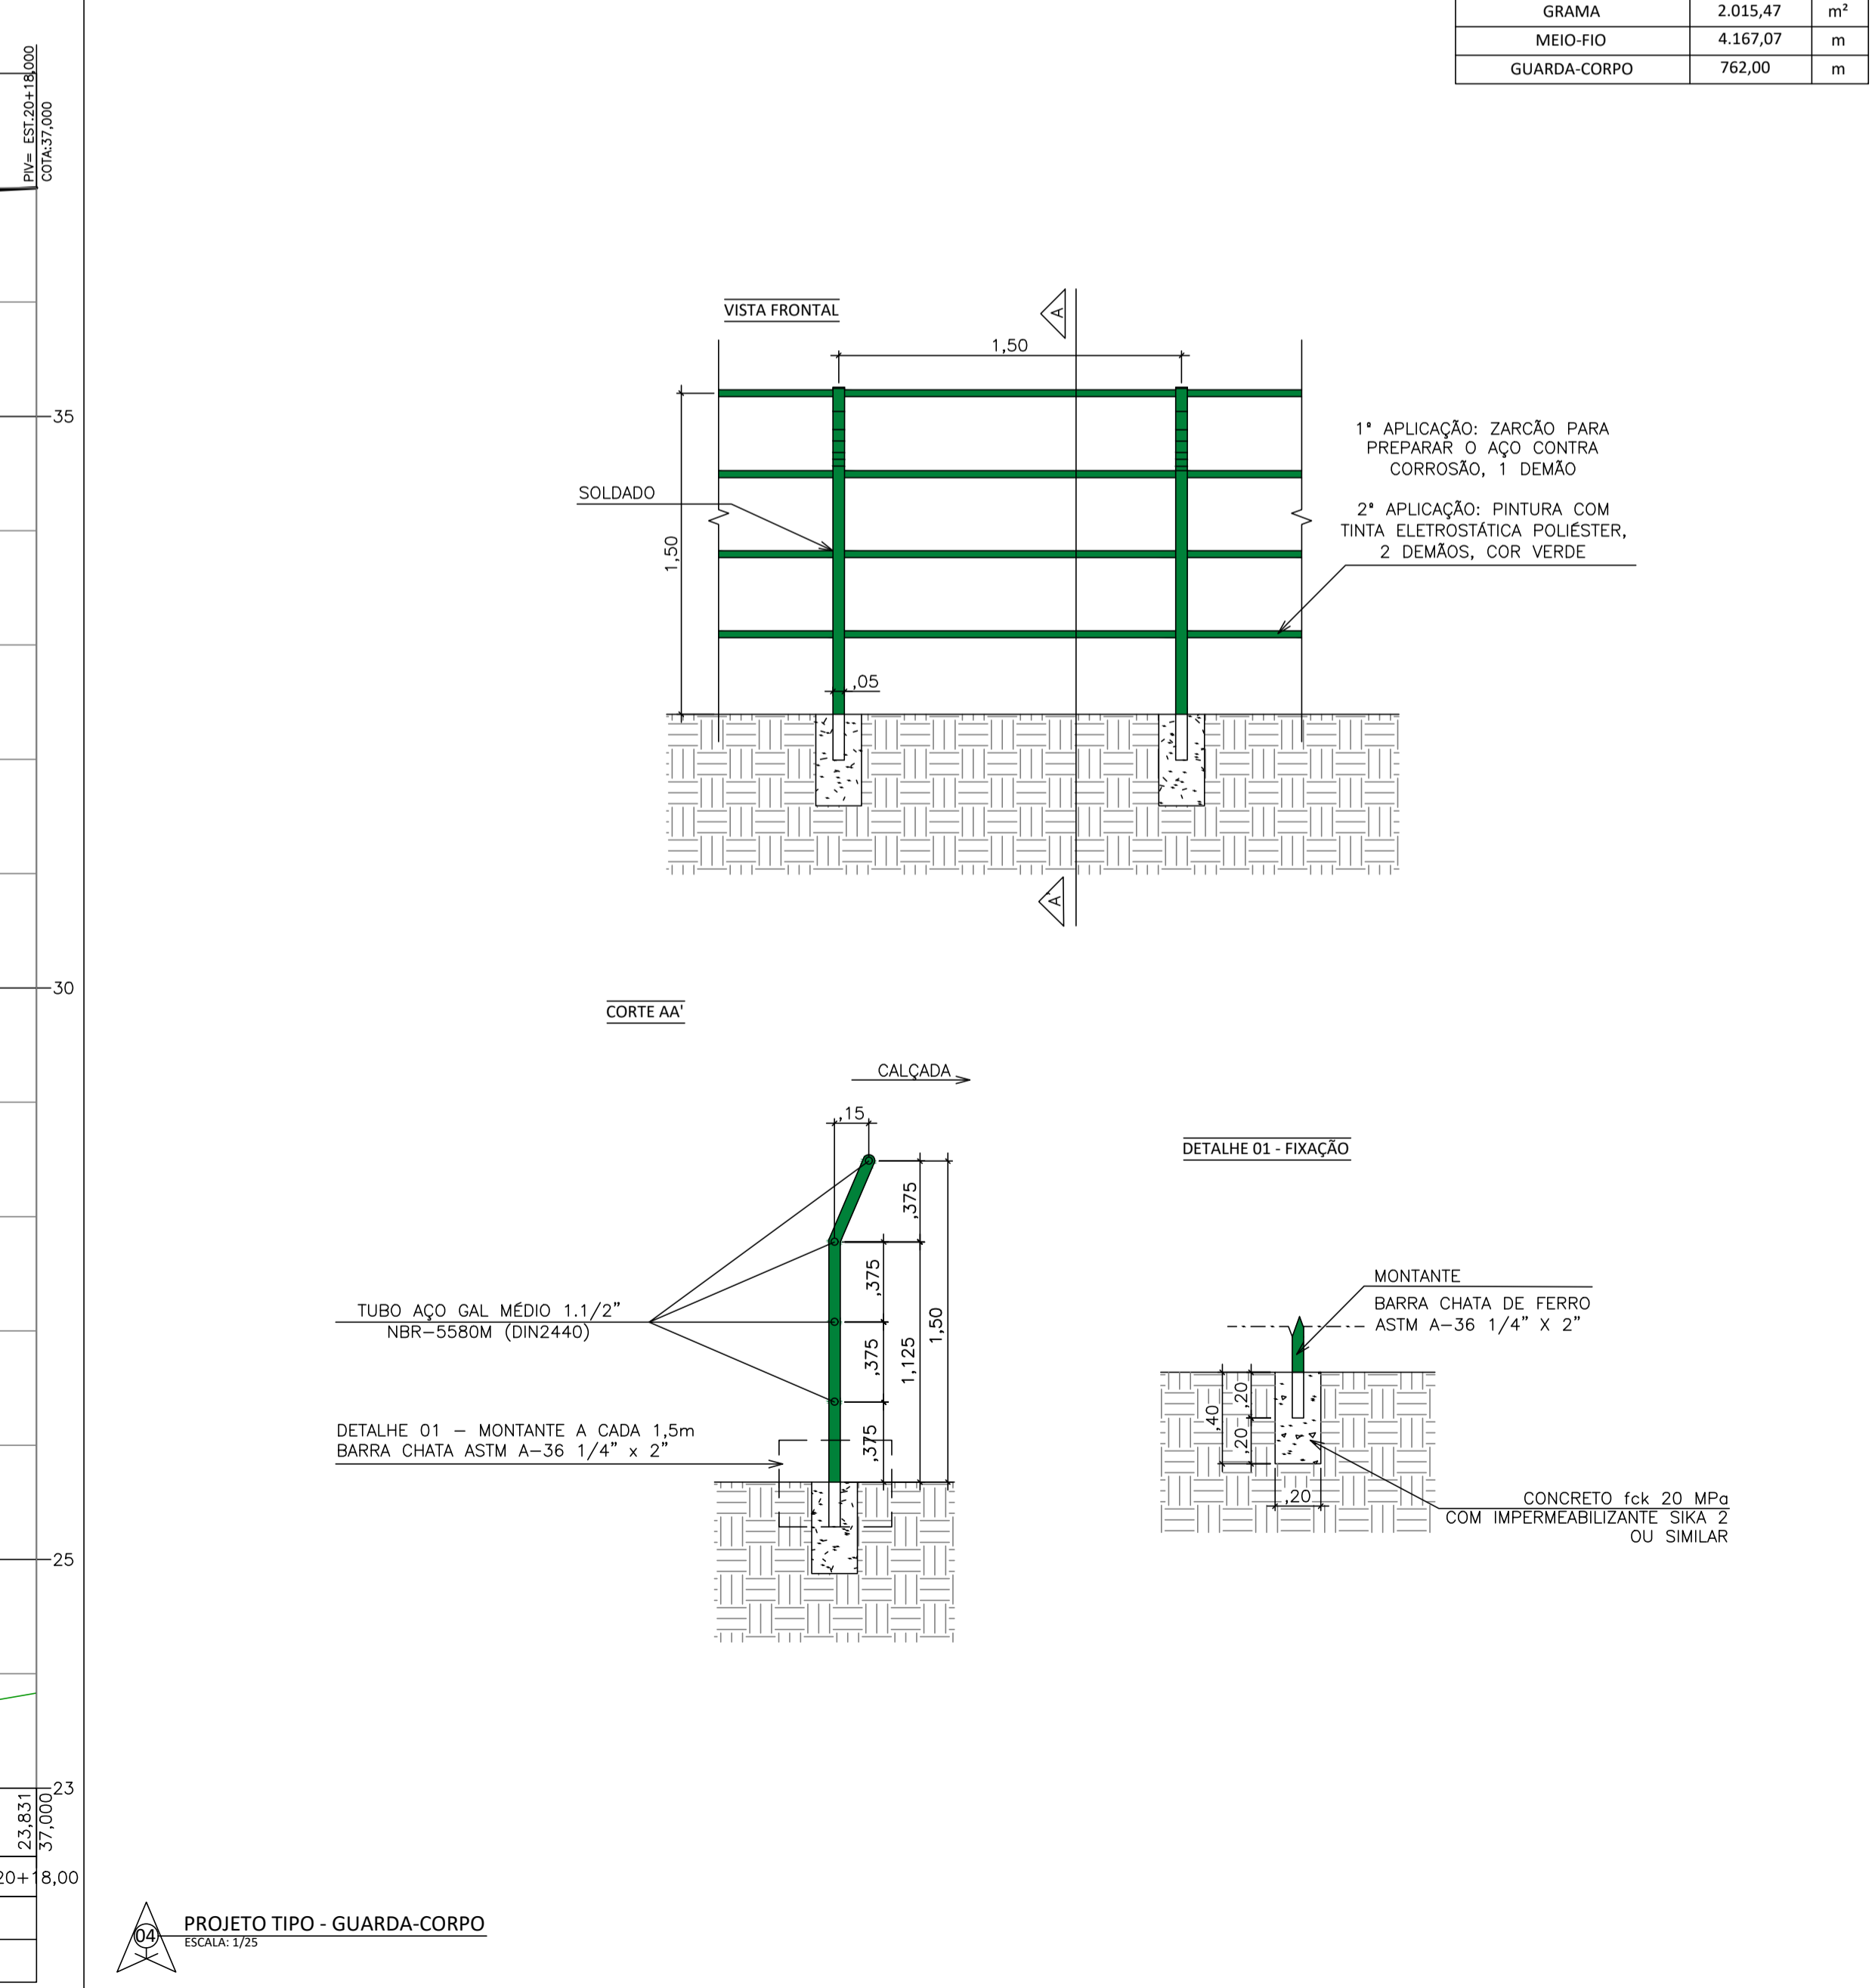 GRAMA 2.015,47 m²
MEIO-FIO 4.167,07 m
GUARDA-CORPO 762,00 m
PIV= EST.20+18,000
COTA:37,000
35
30
25
23
23,831
37,000
20+18,00
VISTA FRONTAL
A
1,50
1,50
SOLDADO
,05
1ª APLICAÇÃO: ZARCÃO PARA
PREPARAR O AÇO CONTRA
CORROSÃO, 1 DEMÃO
2ª APLICAÇÃO: PINTURA COM
TINTA ELETROSTÁTICA POLIÉSTER,
2 DEMÃOS, COR VERDE
A'
CORTE AA'
CALÇADA
,15
,375
,375
,375
,375
1,125
1,50
TUBO AÇO GAL MÉDIO 1.1/2”
NBR-5580M (DIN2440)
DETALHE 01 – MONTANTE A CADA 1,5m
BARRA CHATA ASTM A-36 1/4” x 2”
DETALHE 01 - FIXAÇÃO
MONTANTE
BARRA CHATA DE FERRO
ASTM A-36 1/4” X 2”
,40
,20
,20
,20
CONCRETO fck 20 MPa
COM IMPERMEABILIZANTE SIKA 2
OU SIMILAR
04
PROJETO TIPO - GUARDA-CORPO
ESCALA: 1/25